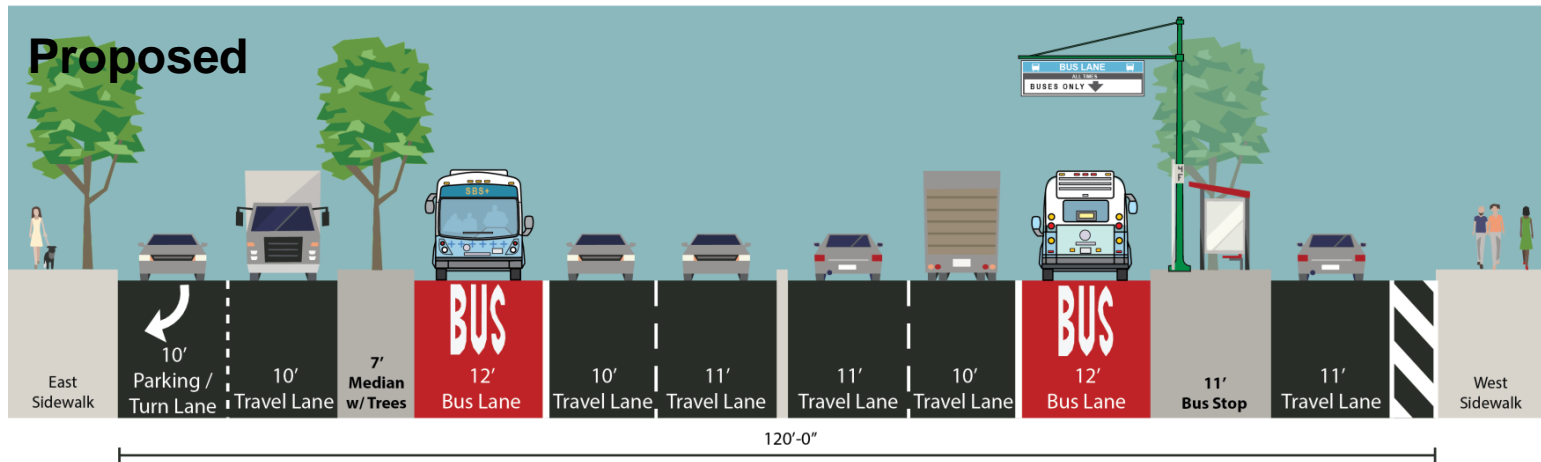 Proposed
BUS LANE
ALL TIMES
BUSES ONLY
4
F
SBS+
BUS
BUS
East
Sidewalk
10’
Parking /
Turn Lane
10’
Travel Lane
7’
Median
w/ Trees
12’
Bus Lane
10’
Travel Lane
11’
Travel Lane
11’
Travel Lane
10’
Travel Lane
12’
Bus Lane
11’
Bus Stop
11’
Travel Lane
West
Sidewalk
120’-0”